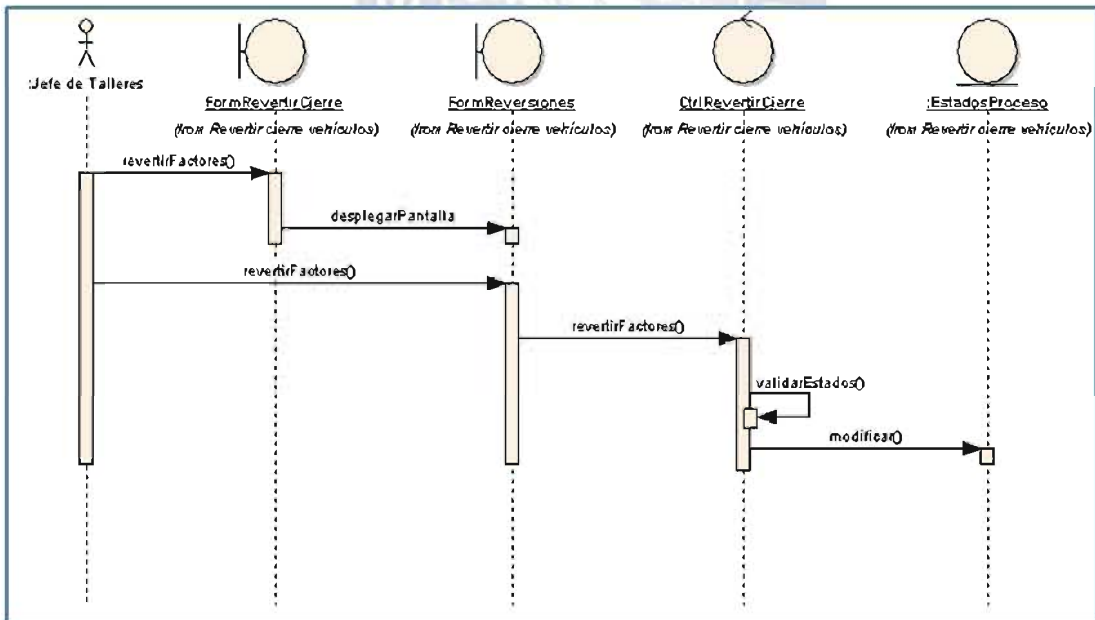 :Jefe de Talleres
FormRevertirCierre
(from Revertir cierre vehículos)
FormReversiones
(from Revertir cierre vehículos)
CtrlRevertirCierre
(from Revertir cierre vehículos)
:EstadosProceso
(from Revertir cierre vehículos)
revertirFactores()
desplegarPantalla
revertirFactores()
revertirFactores()
validarEstados()
modificar()